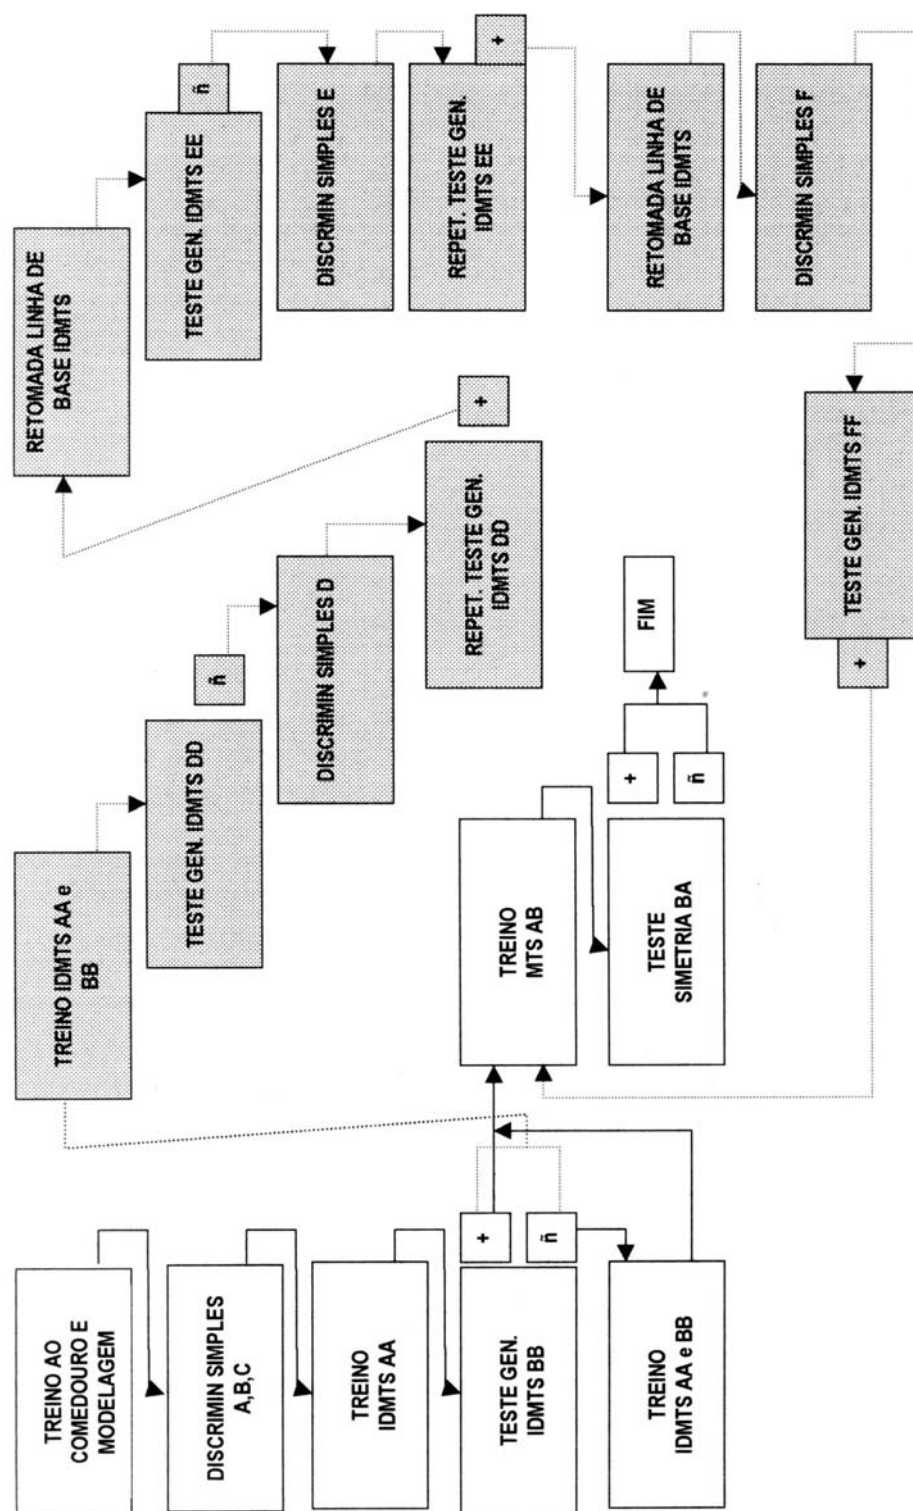 TREINO AO
COMEDOURO E
MODELAGEM
DISCRIMIN SIMPLES
A,B,C
TREINO
IDMTS AA
TESTE GEN.
IDMTS BB
+
ñ
TREINO
IDMTS AA e BB
TREINO
MTS AB
TESTE
SIMETRIA BA
+
ñ
FIM
TREINO IDMTS AA e
BB
TESTE GEN. IDMTS DD
ñ
DISCRIMIN SIMPLES D
REPET. TESTE GEN.
IDMTS DD
+
RETOMADA LINHA DE
BASE IDMTS
TESTE GEN. IDMTS EE
ñ
DISCRMIN SIMPLES E
REPET. TESTE GEN.
IDMTS EE
+
RETOMADA LINHA DE
BASE IDMTS
DISCRMIN SIMPLES F
TESTE GEN. IDMTS FF
+